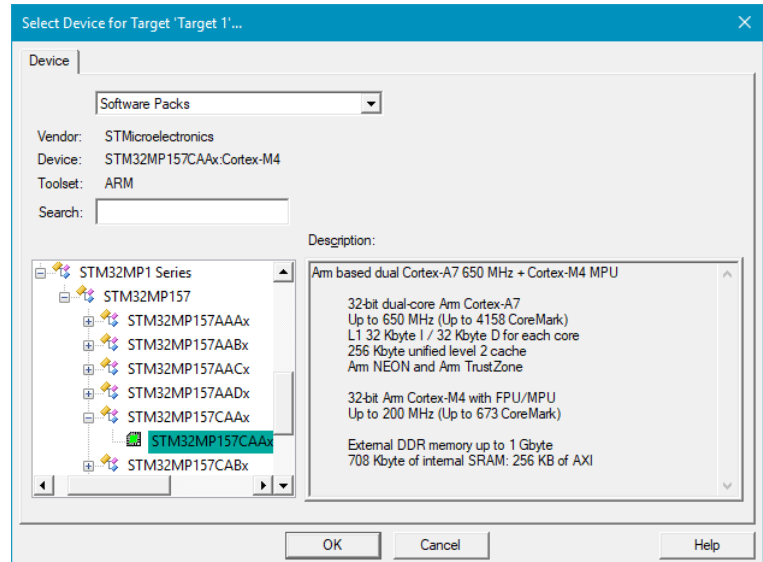 Select Device for Target 'Target 1'...
Device
Software Packs
Vendor: STMicroelectronics
Device: STM32MP157CAAx:Cortex-M4
Toolset: ARM
Search:
Description:
STM32MP1 Series
STM32MP157
STM32MP157AAAx
STM32MP157AABx
STM32MP157AACx
STM32MP157AADx
STM32MP157CAAx
STM32MP157CAAx
STM32MP157CABx
Arm based dual Cortex-A7 650 MHz + Cortex-M4 MPU
32-bit dual-core Arm Cortex-A7
Up to 650 MHz (Up to 4158 CoreMark)
L1 32 Kbyte I / 32 Kbyte D for each core
256 Kbyte unified level 2 cache
Arm NEON and Arm TrustZone
32-bit Arm Cortex-M4 with FPU/MPU
Up to 200 MHz (Up to 673 CoreMark)
External DDR memory up to 1 Gbyte
708 Kbyte of internal SRAM: 256 KB of AXI
OK
Cancel
Help